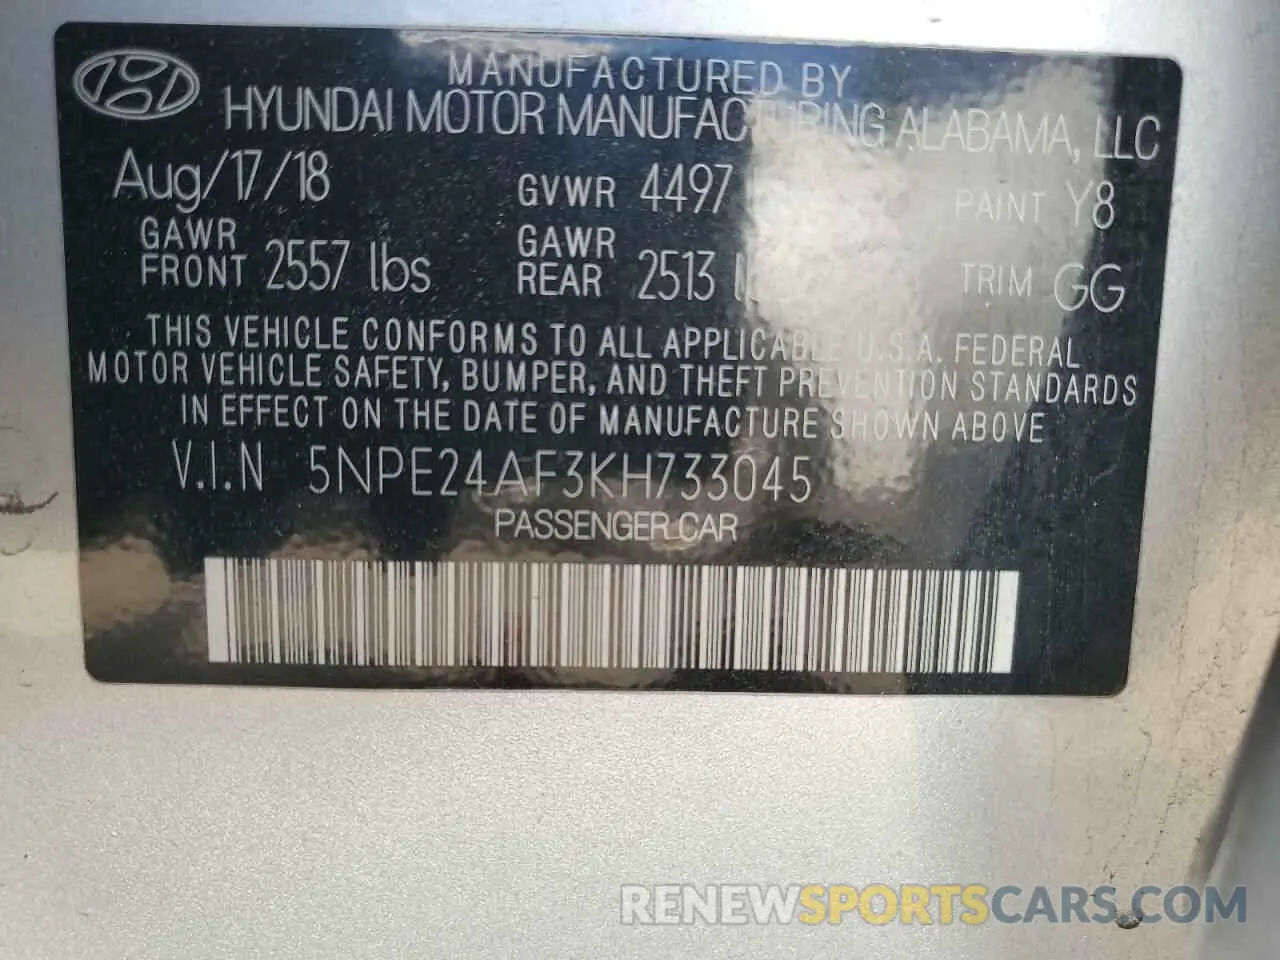 MANUFACTURED BY
HYUNDAI MOTOR MANUFACTURING ALABAMA, LLC
Aug/17/18 GVWR 4497 PAINT Y8
GAWR FRONT 2557 lbs GAWR REAR 2513 TRIM GG
THIS VEHICLE CONFORMS TO ALL APPLICABLE U.S.A. FEDERAL
MOTOR VEHICLE SAFETY, BUMPER, AND THEFT PREVENTION STANDARDS
IN EFFECT ON THE DATE OF MANUFACTURE SHOWN ABOVE
V.I.N 5NPE24AF3KH733045
PASSENGER CAR
RENEWSPORTSCARS.COM